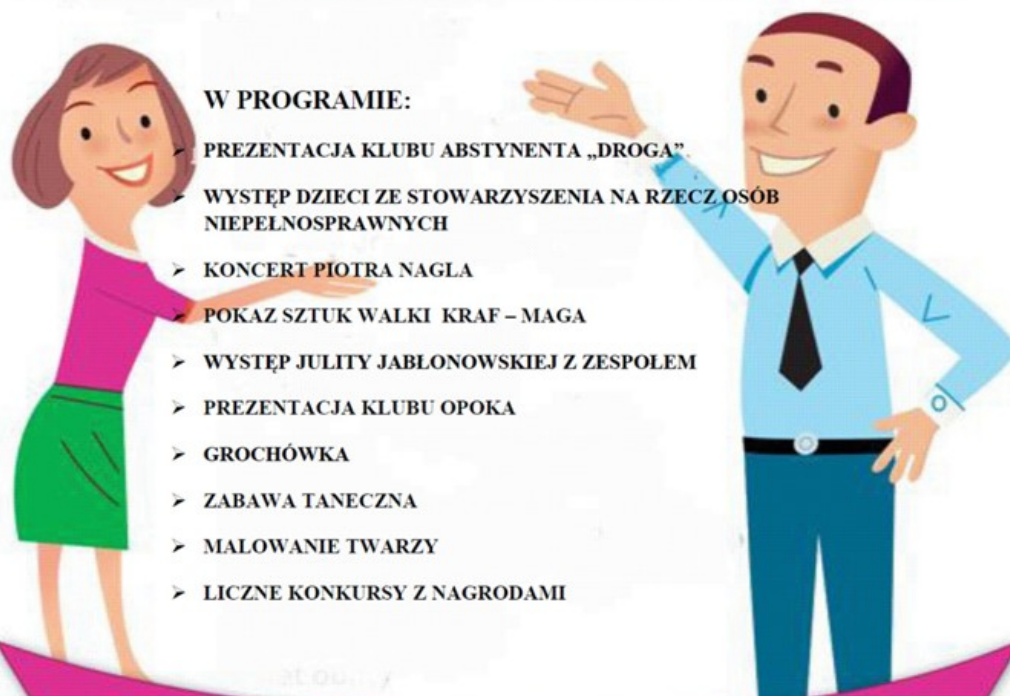 W PROGRAMIE:
➢ PREZENTACJA KLUBU ABSTYNENTA „DROGA”
➢ WYSTĘP DZIECI ZE STOWARZYSZENIA NA RZECZ OSÓB
NIEPEŁNOSPRAWNYCH
➢ KONCERT PIOTRA NAGLA
➢ POKAZ SZTUK WALKI KRAF – MAGA
➢ WYSTĘP JULITY JABŁONOWSKIEJ Z ZESPOŁEM
➢ PREZENTACJA KLUBU OPOKA
➢ GROCHÓWKA
➢ ZABAWA TANECZNA
➢ MALOWANIE TWARZY
➢ LICZNE KONKURSY Z NAGRODAMI